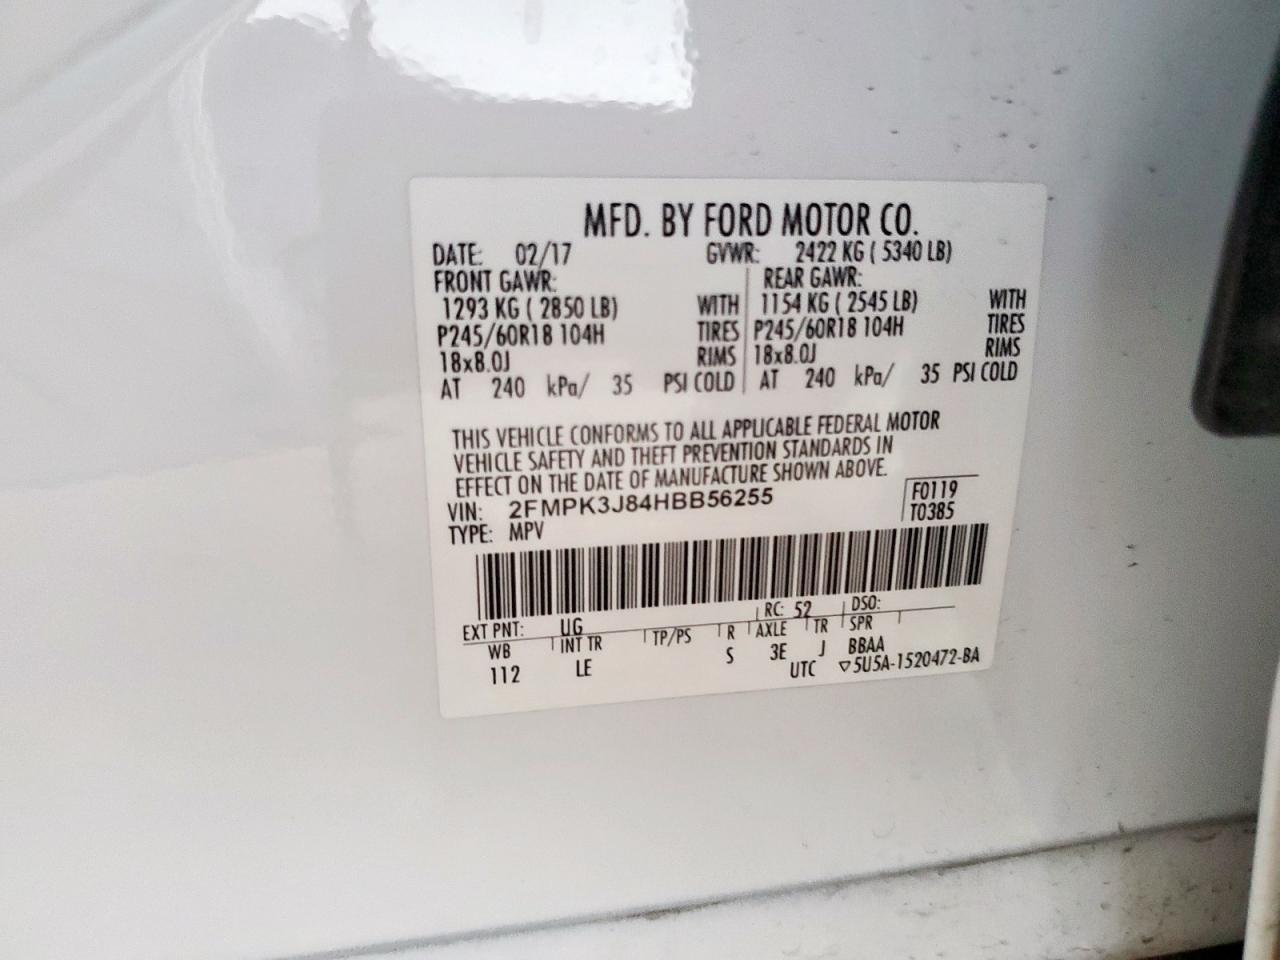 MFD. BY FORD MOTOR CO.
DATE: 02/17 GVWR: 2422 KG ( 5340 LB)
FRONT GAWR: REAR GAWR:
1293 KG ( 2850 LB) WITH 1154 KG ( 2545 LB) WITH
P245/60R18 104H TIRES P245/60R18 104H TIRES
18x8.0J RIMS 18x8.0J RIMS
AT 240 kPa/ 35 PSI COLD AT 240 kPa/ 35 PSI COLD
THIS VEHICLE CONFORMS TO ALL APPLICABLE FEDERAL MOTOR
VEHICLE SAFETY AND THEFT PREVENTION STANDARDS IN
EFFECT ON THE DATE OF MANUFACTURE SHOWN ABOVE.
VIN: 2FMPK3J84HBB56255 F0119
TYPE: MPV T0385
EXT PNT: UG RC: 52 DSO:
WB INT TR TP/PS R AXLE TR SPR
112 LE S 3E J BBAA
UTC ▽5U5A-1520472-BA